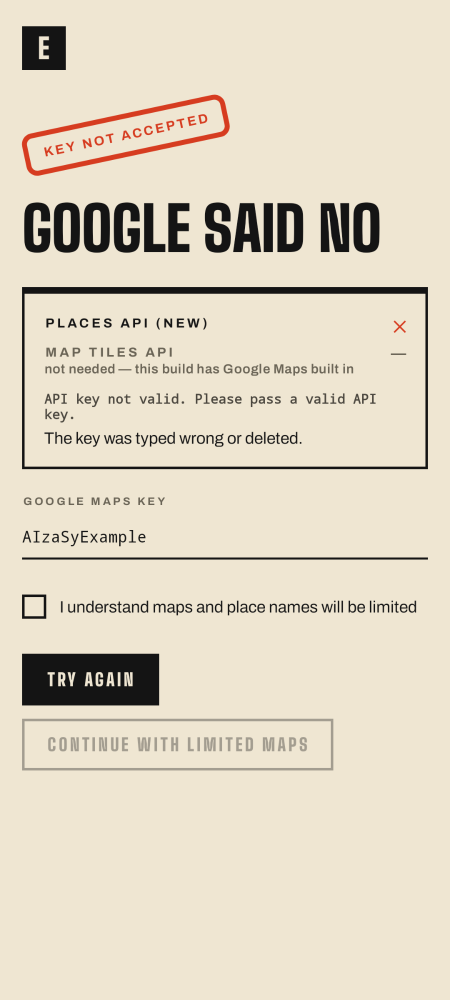 E
KEY NOT ACCEPTED
GOOGLE SAID NO
PLACES API (NEW)
MAP TILES API
not needed — this build has Google Maps built in
API key not valid. Please pass a valid API
key.
The key was typed wrong or deleted.
GOOGLE MAPS KEY
AIzaSyExample
I understand maps and place names will be limited
TRY AGAIN
CONTINUE WITH LIMITED MAPS